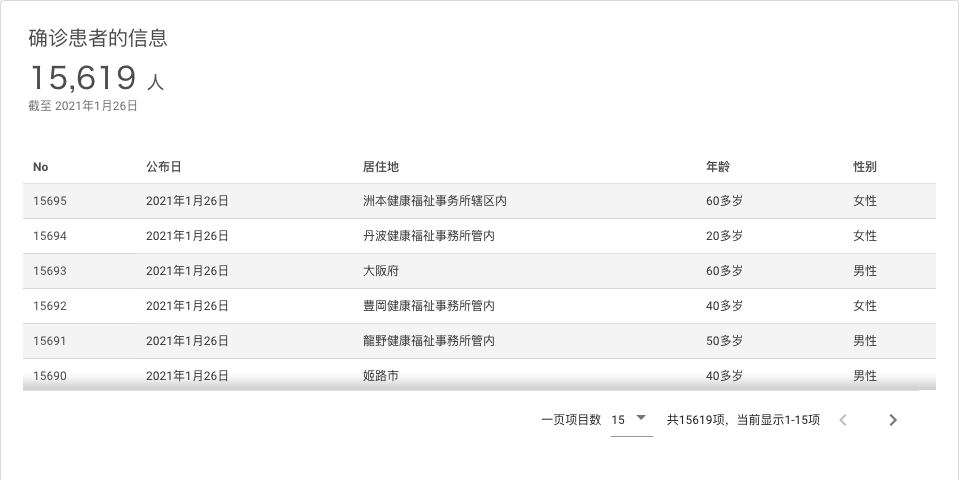 确诊患者的信息
15,619 人
截至 2021年1月26日
No 公布日 居住地 年龄 性别
15695 2021年1月26日 洲本健康福祉事务所辖区内 60多岁 女性
15694 2021年1月26日 丹波健康福祉事務所管内 20多岁 女性
15693 2021年1月26日 大阪府 60多岁 男性
15692 2021年1月26日 豊岡健康福祉事務所管内 40多岁 女性
15691 2021年1月26日 龍野健康福祉事務所管内 50多岁 男性
15690 2021年1月26日 姫路市 40多岁 男性
一页项目数 15 共15619项，当前显示1-15项